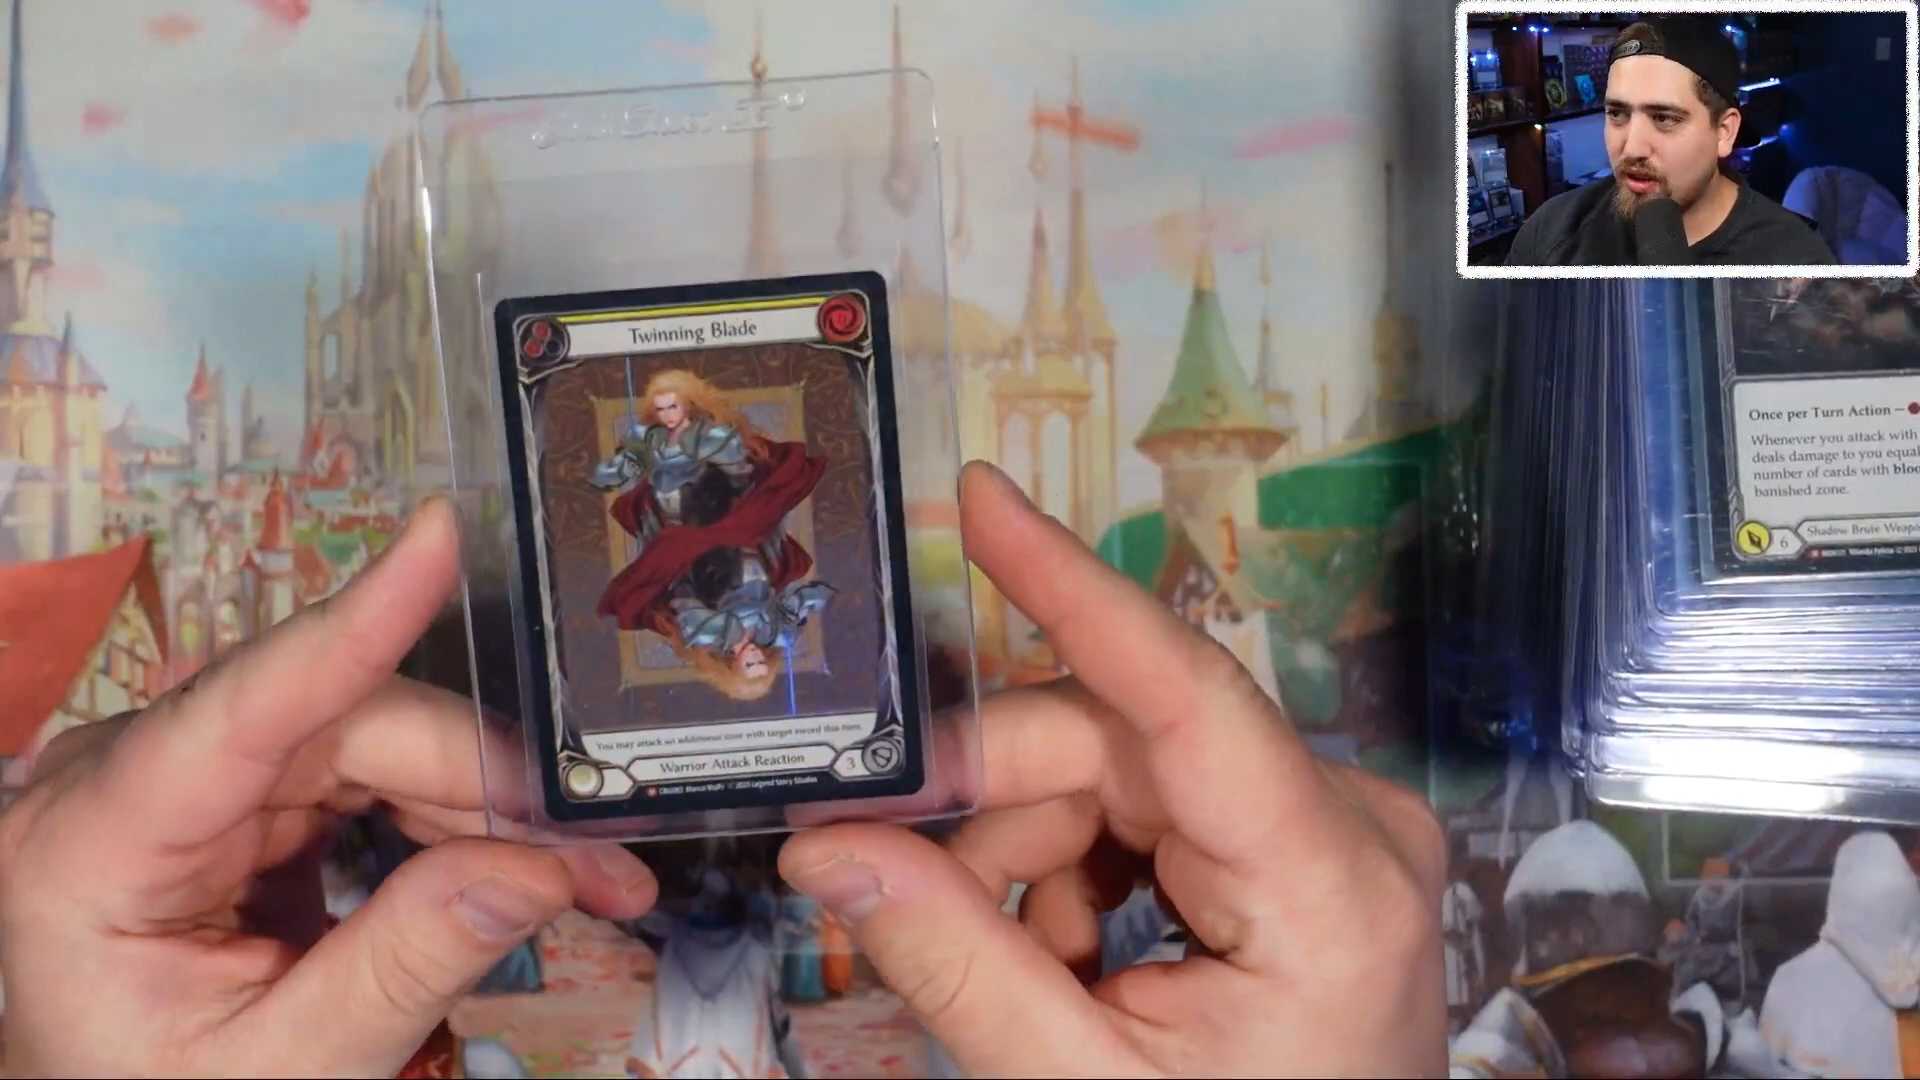 Twinning Blade
You may attack an additional time with target sword this turn.
Warrior Attack Reaction
3
Once per Turn Action –
Whenever you attack with
deals damage to you equal
number of cards with bloo
banished zone.
6
Shadow Brute Weapo